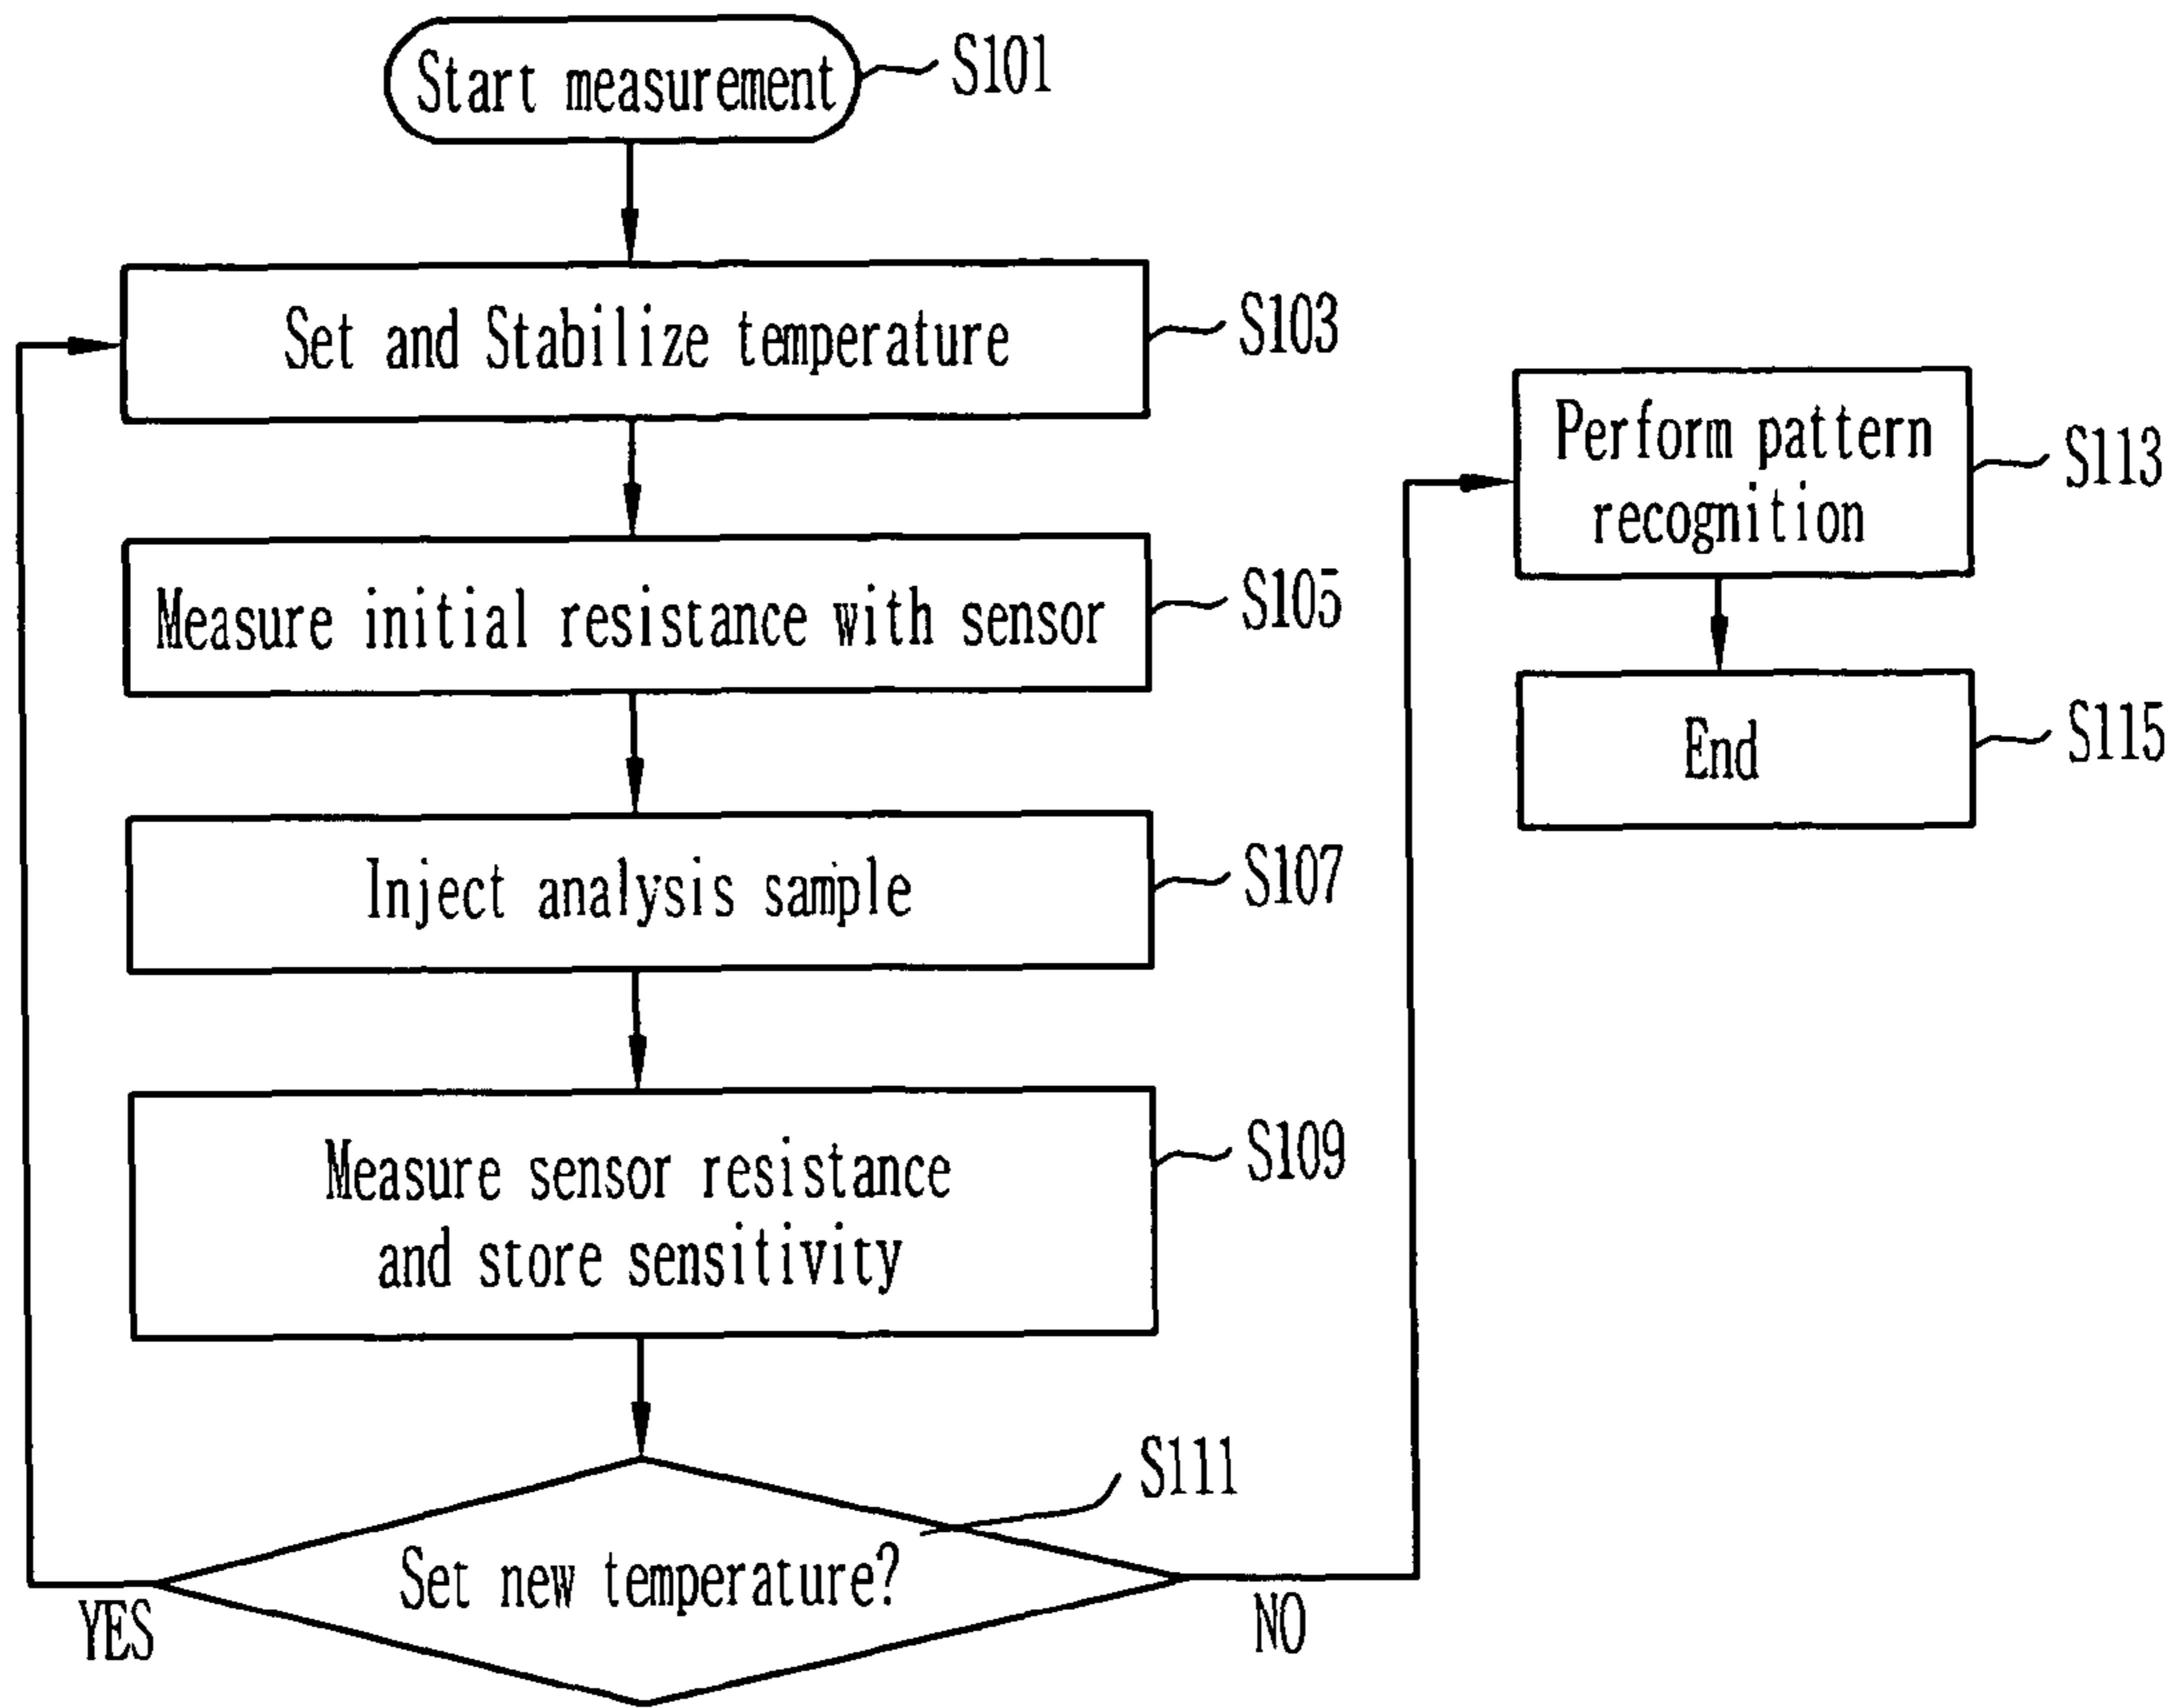 Start measurement
S101
Set and Stabilize temperature
S103
Measure initial resistance with sensor
S105
Inject analysis sample
S107
Measure sensor resistance
and store sensitivity
S109
Set new temperature?
S111
YES
NO
Perform pattern
recognition
S113
End
S115